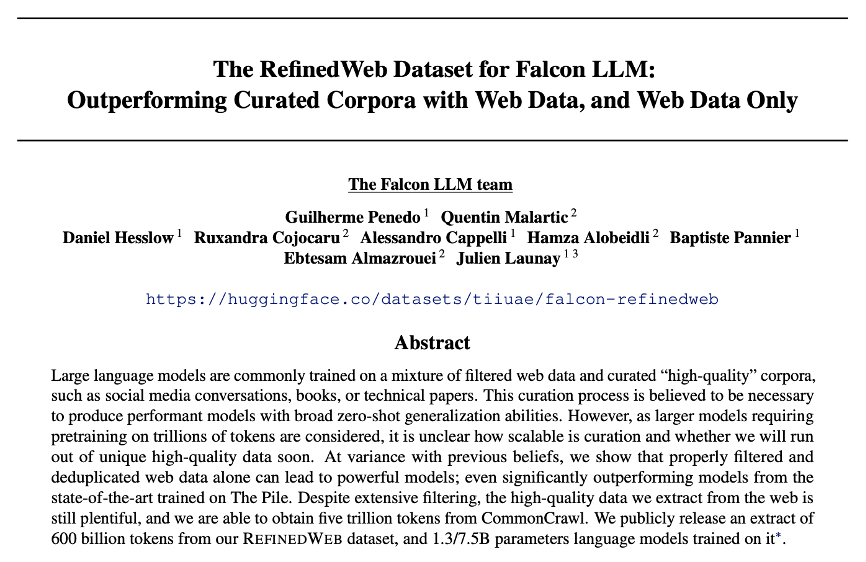 The RefinedWeb Dataset for Falcon LLM:
Outperforming Curated Corpora with Web Data, and Web Data Only
The Falcon LLM team
Guilherme Penedo 1 Quentin Malartic 2
Daniel Hesslow 1 Ruxandra Cojocaru 2 Alessandro Cappelli 1 Hamza Alobeidli 2 Baptiste Pannier 1
Ebtesam Almazrouei 2 Julien Launay 1 3
https://huggingface.co/datasets/tiiuae/falcon-refinedweb
Abstract
Large language models are commonly trained on a mixture of filtered web data and curated “high-quality” corpora,
such as social media conversations, books, or technical papers. This curation process is believed to be necessary
to produce performant models with broad zero-shot generalization abilities. However, as larger models requiring
pretraining on trillions of tokens are considered, it is unclear how scalable is curation and whether we will run
out of unique high-quality data soon. At variance with previous beliefs, we show that properly filtered and
deduplicated web data alone can lead to powerful models; even significantly outperforming models from the
state-of-the-art trained on The Pile. Despite extensive filtering, the high-quality data we extract from the web is
still plentiful, and we are able to obtain five trillion tokens from CommonCrawl. We publicly release an extract of
600 billion tokens from our REFINEDWEB dataset, and 1.3/7.5B parameters language models trained on it*.